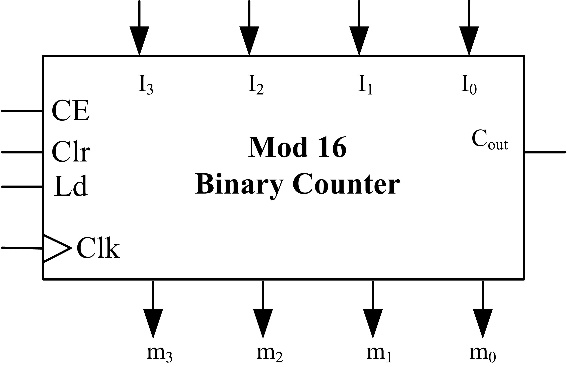 I3 I2 I1 I0
CE
Clr
Ld
Clk
Mod 16
Binary Counter
Cout
m3 m2 m1 m0